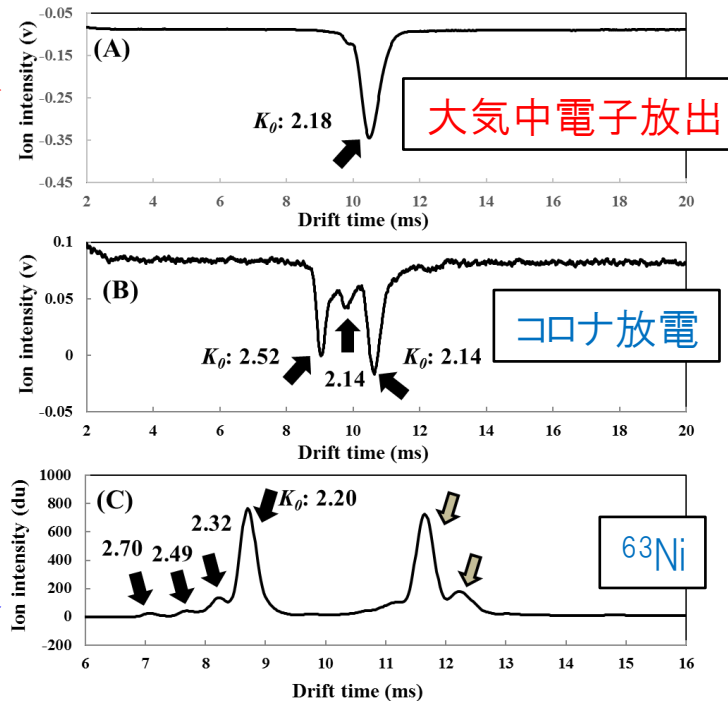 -0.05
-0.15
-0.25
-0.35
-0.45
Ion intensity (v)
(A)
K0: 2.18
大気中電子放出
2 4 6 8 10 12 14 16 18 20
Drift time (ms)
0.1
0.05
0
-0.05
Ion intensity (v)
(B)
K0: 2.52
2.14
K0: 2.14
コロナ放電
2 4 6 8 10 12 14 16 18 20
Drift time (ms)
1000
800
600
400
200
0
-200
Ion intensity (du)
(C)
2.70
2.49
2.32
K0: 2.20
63Ni
6 7 8 9 10 11 12 13 14 15 16
Drift time (ms)